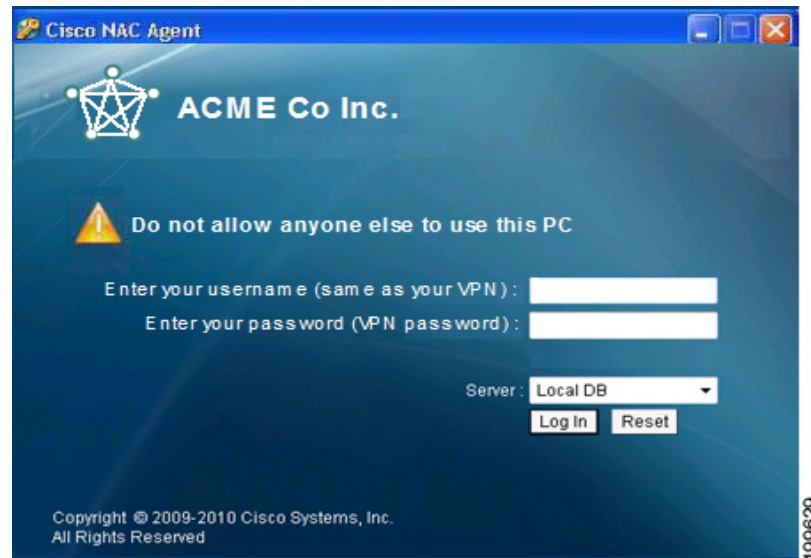 Cisco NAC Agent
ACME Co Inc.
Do not allow anyone else to use this PC
Enter your username (same as your VPN) :
Enter your password (VPN password) :
Server : Local DB
Log In Reset
Copyright © 2009-2010 Cisco Systems, Inc.
All Rights Reserved